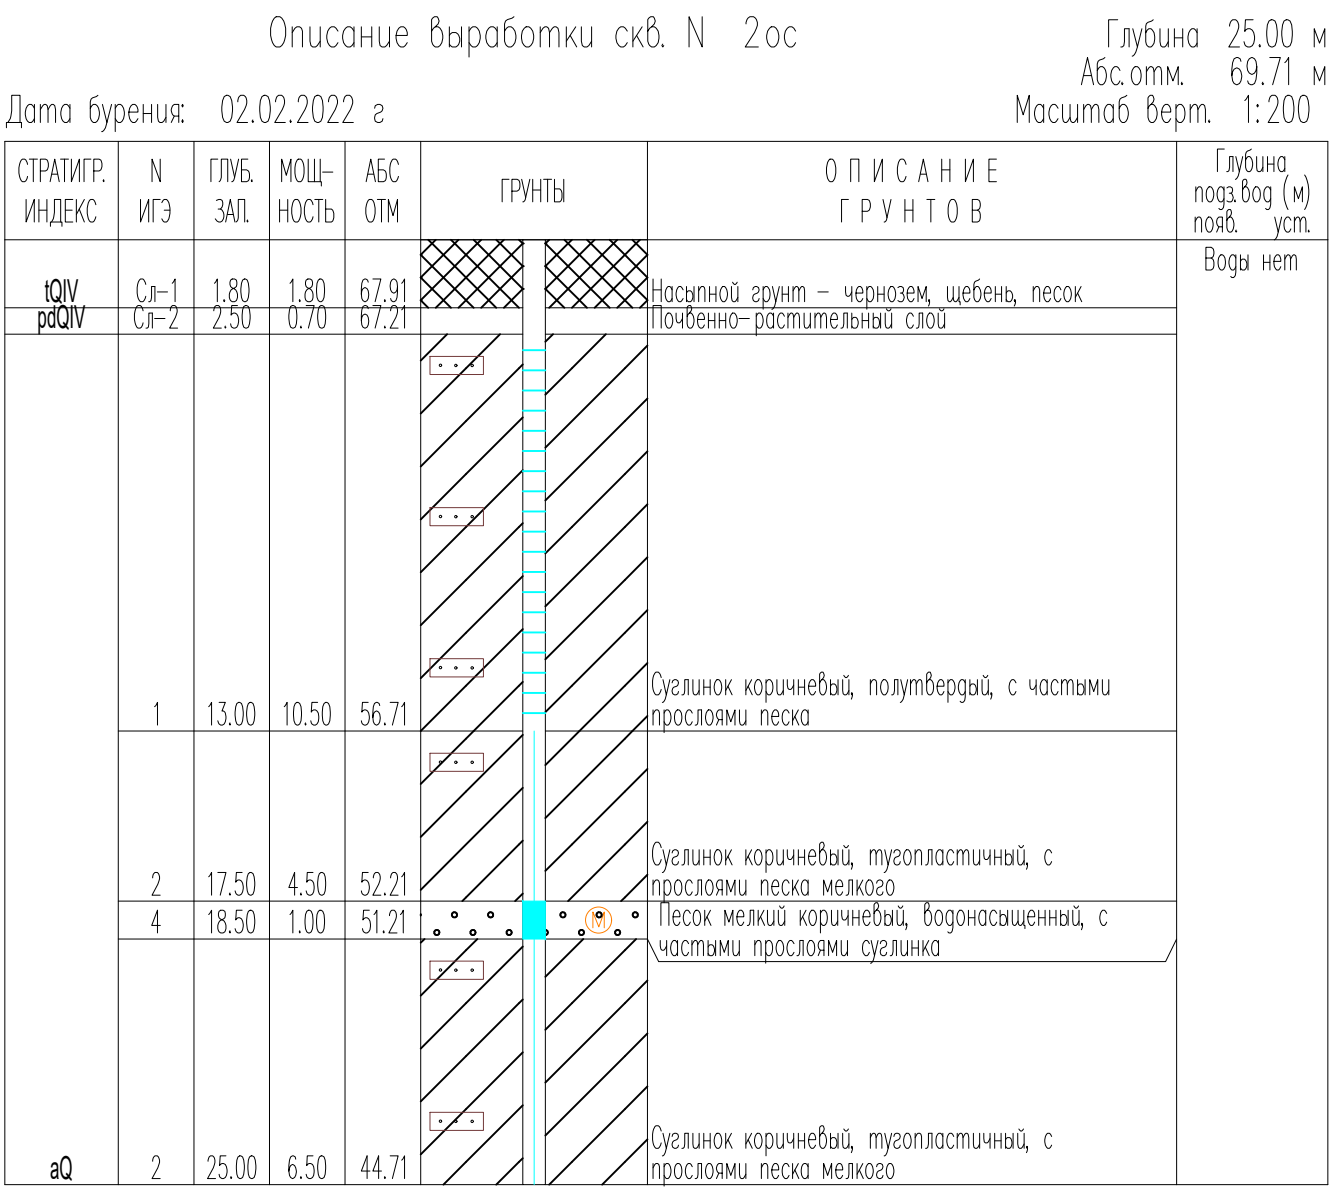 Описание выработки скв. N 2ос
Глубина 25.00 м
Абс.отм. 69.71 м
Дата бурения: 02.02.2022 г
Масштаб верт. 1:200
СТРАТИГР. ИНДЕКС
N ИГЭ
ГЛУБ. ЗАЛ.
МОЩ-НОСТЬ
АБС ОТМ
ГРУНТЫ
ОПИСАНИЕ ГРУНТОВ
Глубина подз.вод (м)
появ. уст.
Воды нет
tQIV Сл-1 1.80 1.80 67.91 Насыпной грунт - чернозем, щебень, песок
pdQIV Сл-2 2.50 0.70 67.21 Почвенно-растительный слой
Суглинок коричневый, полутвердый, с частыми
1 13.00 10.50 56.71 прослоями песка
Суглинок коричневый, тугопластичный, с
2 17.50 4.50 52.21 прослоями песка мелкого
4 18.50 1.00 51.21 М Песок мелкий коричневый, водонасыщенный, с
частыми прослоями суглинка
Суглинок коричневый, тугопластичный, с
aQ 2 25.00 6.50 44.71 прослоями песка мелкого